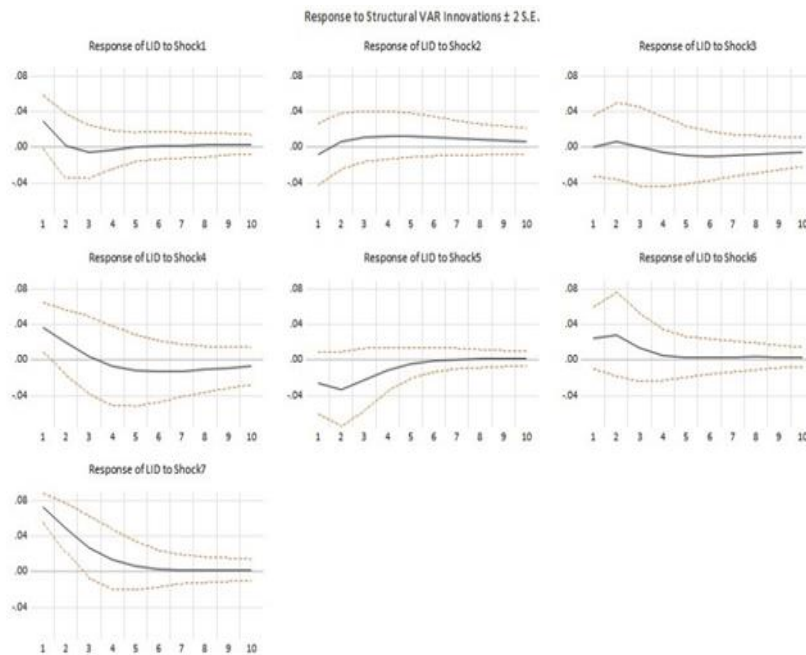 Response to Structural VAR Innovations ± 2 S.E.
Response of LID to Shock1
Response of LID to Shock2
Response of LID to Shock3
.08
.04
.00
-.04
1 2 3 4 5 6 7 8 9 10
.08
.04
.00
-.04
1 2 3 4 5 6 7 8 9 10
.08
.04
.00
-.04
1 2 3 4 5 6 7 8 9 10
Response of LID to Shock4
Response of LID to Shock5
Response of LID to Shock6
.08
.04
.00
-.04
1 2 3 4 5 6 7 8 9 10
.08
.04
.00
-.04
1 2 3 4 5 6 7 8 9 10
.08
.04
.00
-.04
1 2 3 4 5 6 7 8 9 10
Response of LID to Shock7
.08
.04
.00
-.04
1 2 3 4 5 6 7 8 9 10